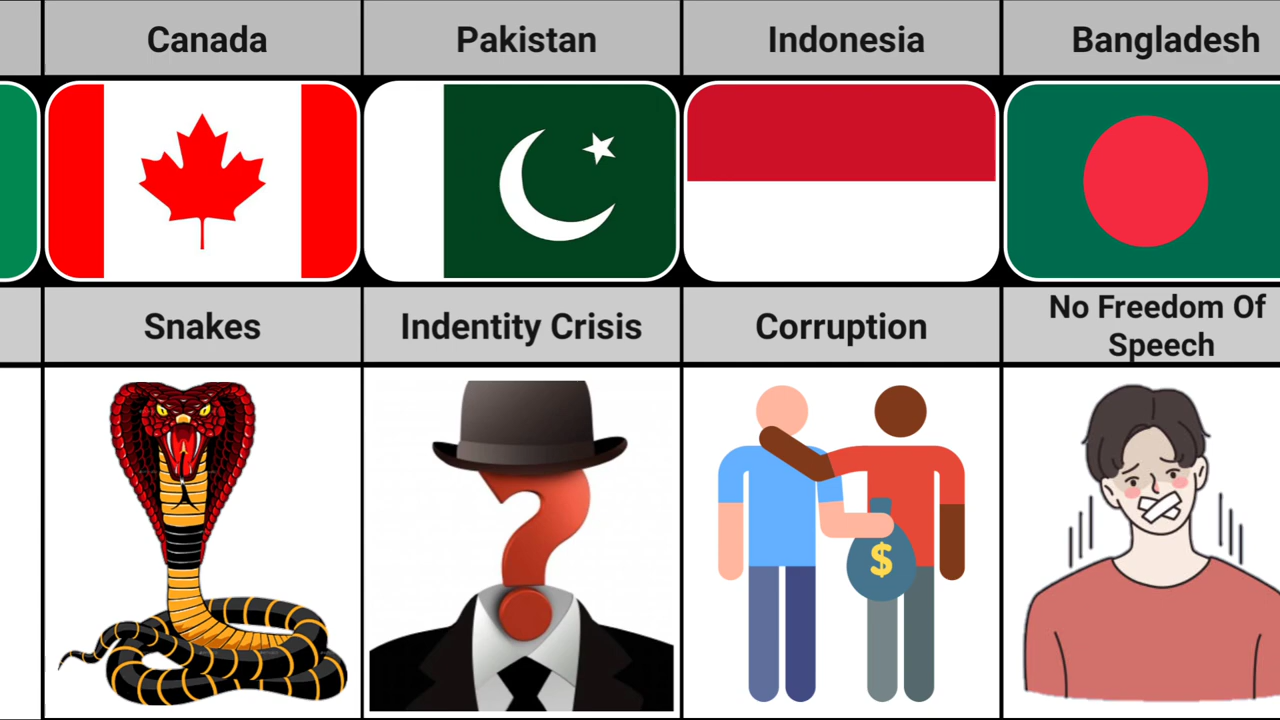 Canada
Pakistan
Indonesia
Bangladesh
Snakes
Indentity Crisis
Corruption
No Freedom Of
Speech
$